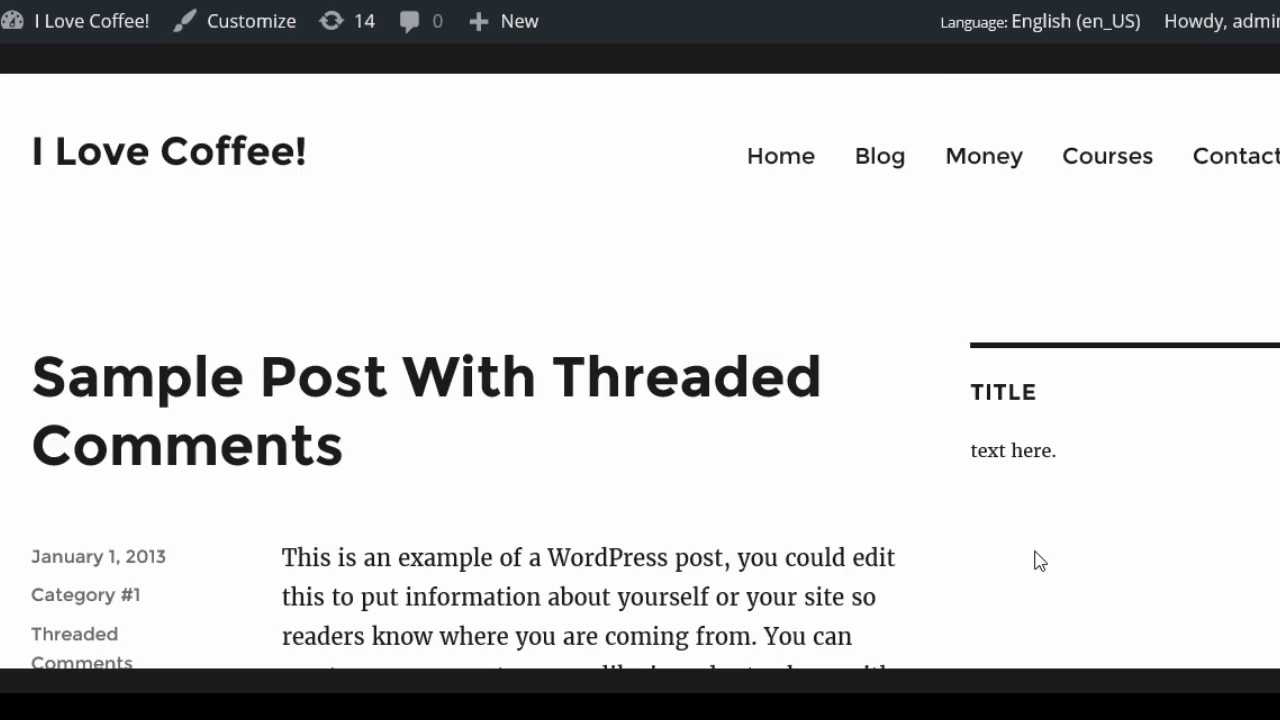 I Love Coffee! Customize 14 0 New Language: English (en_US) Howdy, admin
I Love Coffee!
Home Blog Money Courses Contact
Sample Post With Threaded
Comments
TITLE
text here.
January 1, 2013
Category #1
Threaded
Comments
This is an example of a WordPress post, you could edit
this to put information about yourself or your site so
readers know where you are coming from. You can